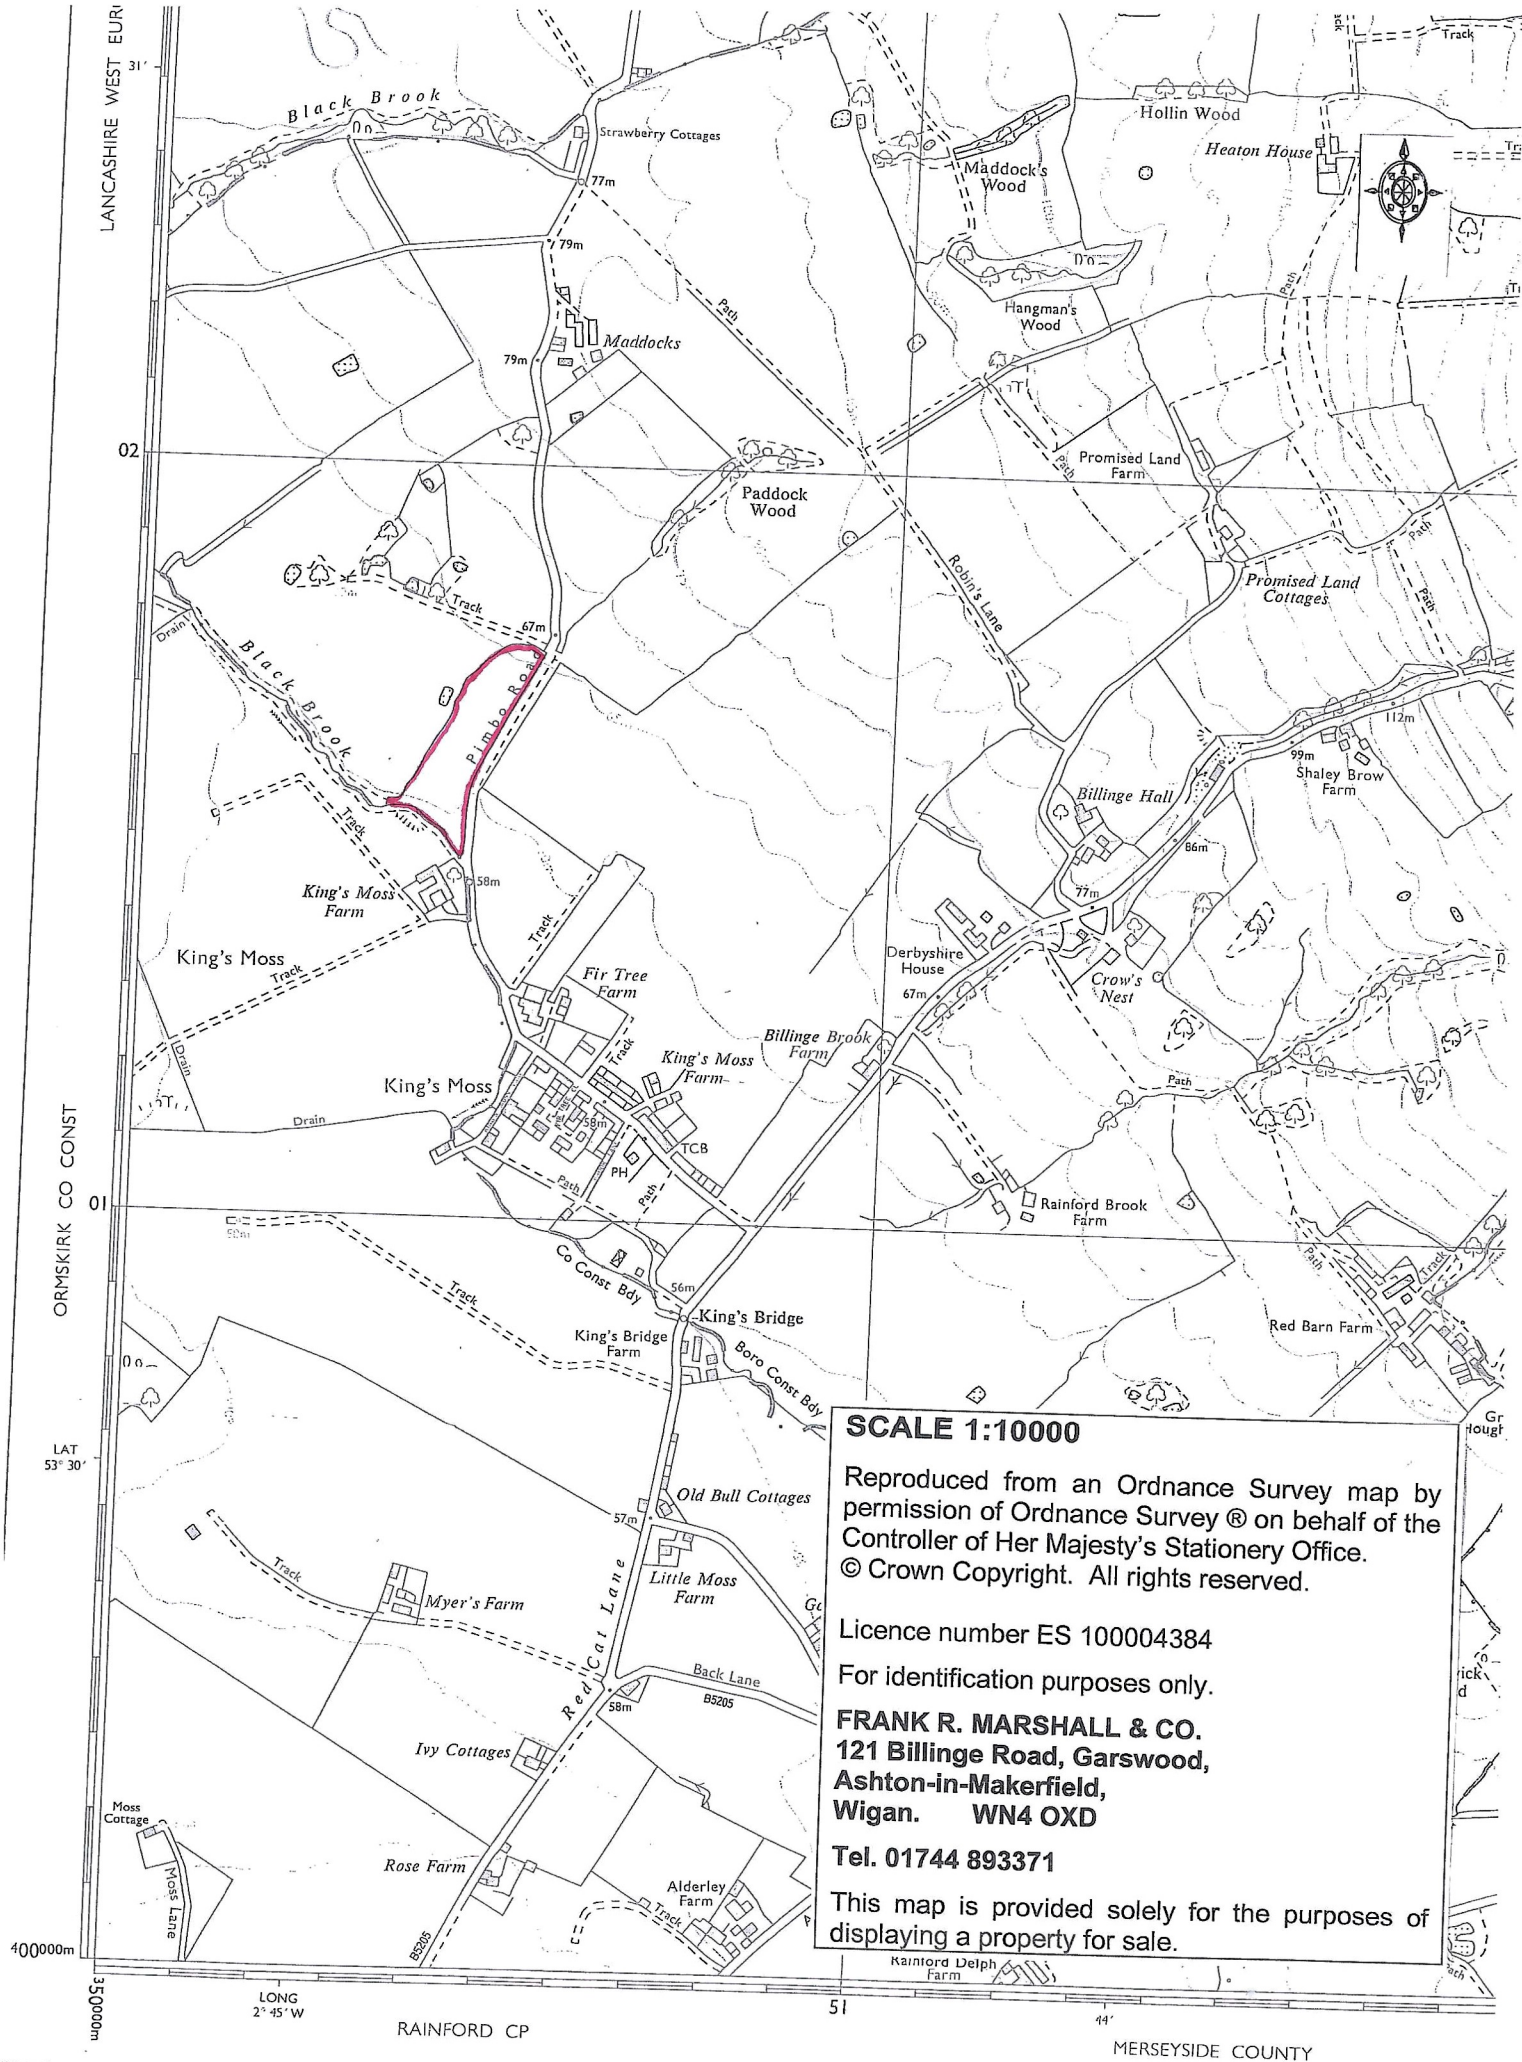 LANCASHIRE WEST EUR
31'
Track
Black Brook
Strawberry Cottages
77m
Hollin Wood
Heaton House
Maddock's
Wood
79m
Path
Path
Hangman's
Wood
Maddocks
79m
02
Path
Promised Land
Farm
Paddock
Wood
Path
Robin's Lane
Promised Land
Cottages
Path
Track
67m
Drain
Black Brook
Pimbo Road
112m
99m
Shaley Brow
Farm
Billinge Hall
86m
Track
King's Moss
Farm
58m
77m
Track
King's Moss
Track
Derbyshire
House
67m
Crow's
Nest
Fir Tree
Farm
Drain
Track
Billinge Brook
Farm
King's Moss
Farm
King's Moss
Path
Drain
58m
TCB
PH
Path
Path
ORMSKIRK CO CONST
01
Rainford Brook
Farm
Co Const Bdy
Path
Track
Track
56m
King's Bridge
Red Barn Farm
King's Bridge
Farm
Boro Const Bdy
LAT
53° 30'
Old Bull Cottages
57m
Track
Little Moss
Farm
Myer's Farm
Red Cat Lane
Back Lane
B5205
58m
Ivy Cottages
Moss
Cottage
Moss Lane
Rose Farm
Alderley
Farm
Track
B5205
SCALE 1:10000
Reproduced from an Ordnance Survey map by
permission of Ordnance Survey ® on behalf of the
Controller of Her Majesty's Stationery Office.
© Crown Copyright. All rights reserved.
Licence number ES 100004384
For identification purposes only.
FRANK R. MARSHALL & CO.
121 Billinge Road, Garswood,
Ashton-in-Makerfield,
Wigan. WN4 OXD
Tel. 01744 893371
This map is provided solely for the purposes of
displaying a property for sale.
Rainford Delph
Farm
400000m
350000m
LONG
2° 45' W
51
44'
RAINFORD CP
MERSEYSIDE COUNTY